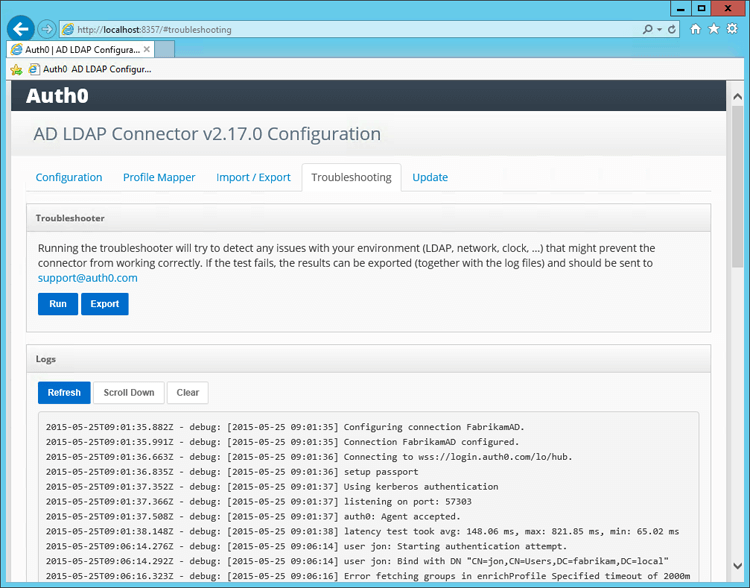 http://localhost:8357/#troubleshooting
Auth0 | AD LDAP Configura...
Auth0 AD LDAP Configur...
Auth0
AD LDAP Connector v2.17.0 Configuration
Configuration Profile Mapper Import / Export Troubleshooting Update
Troubleshooter
Running the troubleshooter will try to detect any issues with your environment (LDAP, network, clock, ...) that might prevent the
connector from working correctly. If the test fails, the results can be exported (together with the log files) and should be sent to
support@auth0.com
Run Export
Logs
Refresh Scroll Down Clear
2015-05-25T09:01:35.882Z - debug: [2015-05-25 09:01:35] Configuring connection FabrikamAD.
2015-05-25T09:01:35.991Z - debug: [2015-05-25 09:01:35] Connection FabrikamAD configured.
2015-05-25T09:01:36.663Z - debug: [2015-05-25 09:01:36] Connecting to wss://login.auth0.com/lo/hub.
2015-05-25T09:01:36.835Z - debug: [2015-05-25 09:01:36] setup passport
2015-05-25T09:01:37.352Z - debug: [2015-05-25 09:01:37] Using kerberos authentication
2015-05-25T09:01:37.366Z - debug: [2015-05-25 09:01:37] listening on port: 57303
2015-05-25T09:01:37.508Z - debug: [2015-05-25 09:01:37] auth0: Agent accepted.
2015-05-25T09:01:38.148Z - debug: [2015-05-25 09:01:38] latency test took avg: 148.06 ms, max: 821.85 ms, min: 65.02 ms
2015-05-25T09:06:14.276Z - debug: [2015-05-25 09:06:14] user jon: Starting authentication attempt.
2015-05-25T09:06:14.292Z - debug: [2015-05-25 09:06:14] user jon: Bind with DN "CN=jon,CN=Users,DC=fabrikam,DC=local"
2015-05-25T09:06:16.323Z - debug: [2015-05-25 09:06:16] Error fetching groups in enrichProfile Specified timeout of 2000m